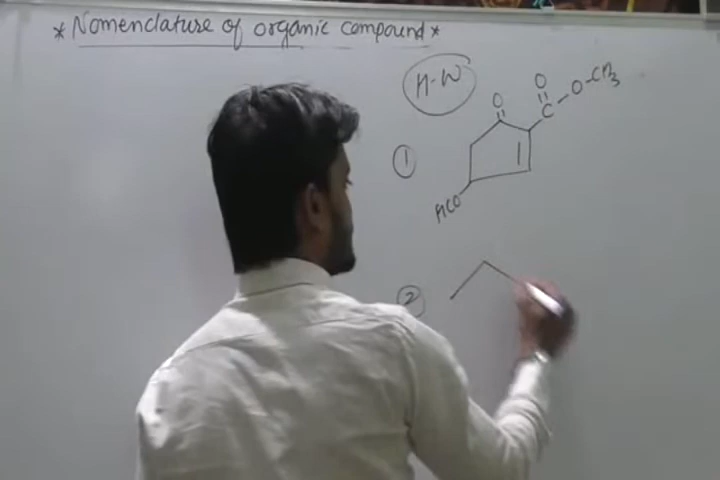 * Nomenclature of organic compound *
H-W
① O O C O-CH3
HCO
②